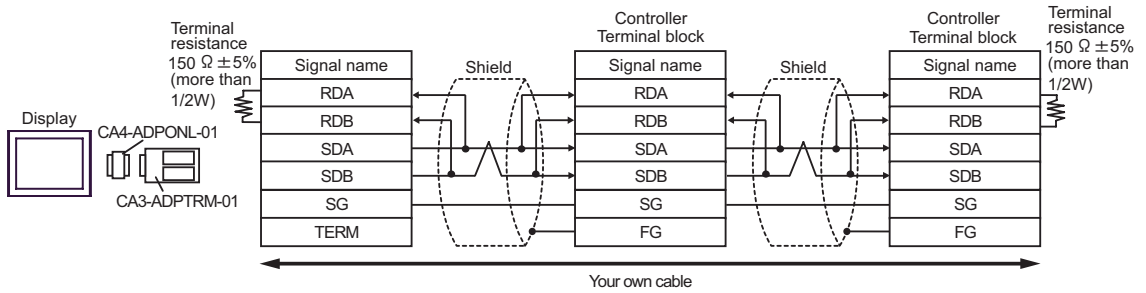 Display
CA4-ADPONL-01
CA3-ADPTRM-01
Terminal
resistance
150 Ω ±5%
(more than
1/2W)
Signal name
RDA
RDB
SDA
SDB
SG
TERM
Shield
Controller
Terminal block
Signal name
RDA
RDB
SDA
SDB
SG
FG
Shield
Controller
Terminal block
Signal name
RDA
RDB
SDA
SDB
SG
FG
Terminal
resistance
150 Ω ±5%
(more than
1/2W)
Your own cable